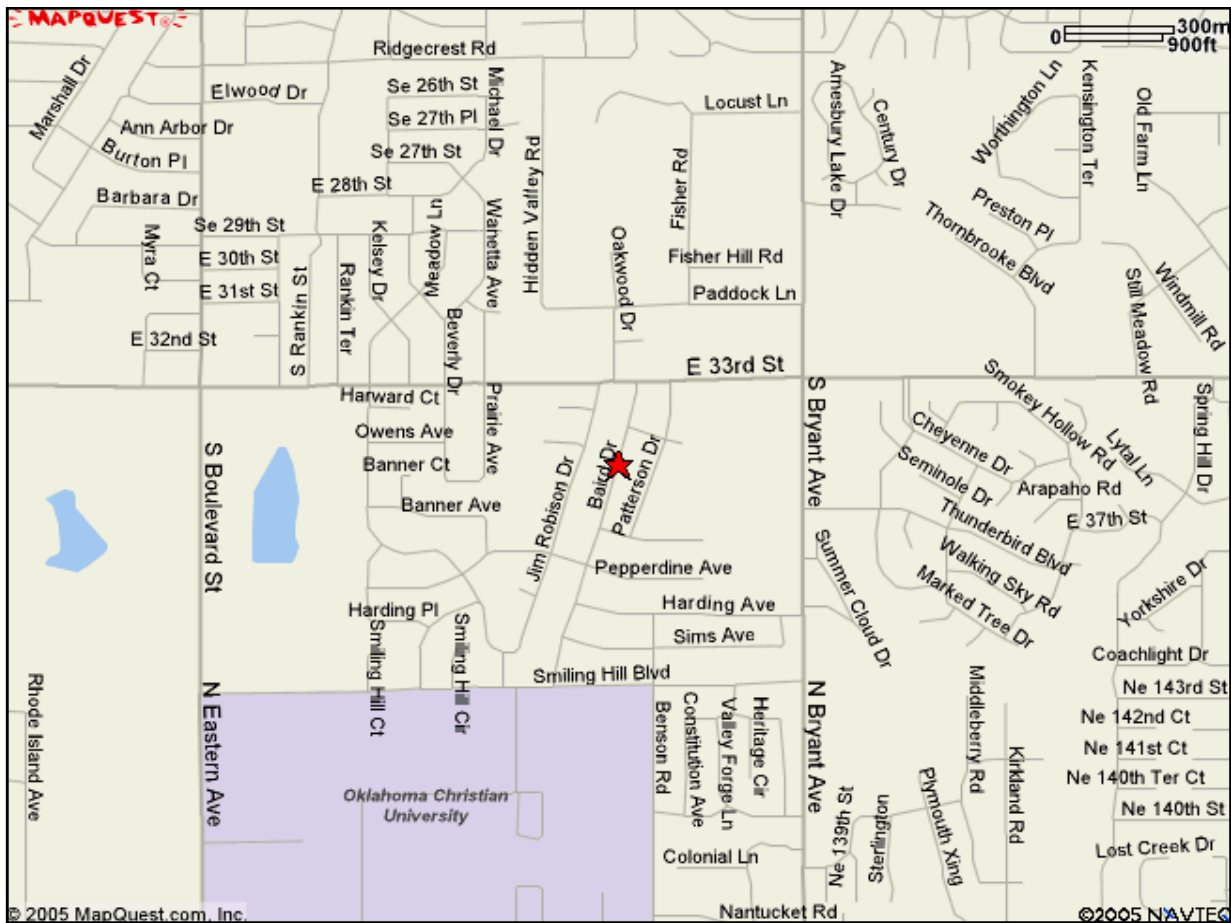 MAPQUEST
0 300m
900ft
Marshall Dr
Ridgecrest Rd
Elwood Dr
Se 26th St
Michael Dr
Locust Ln
Amesbury Lake Dr
Century Dr
Worthington Ln
Kensington Ter
Old Farm Ln
Ann Arbor Dr
Se 27th Pl
Burton Pl
Se 27th St
Hidden Valley Rd
Fisher Rd
E 28th St
Barbara Dr
Se 29th St
Myra Ct
Kelsey Dr
Meadow Ln
Wanetta Ave
Oakwood Dr
Preston Pl
Thornbrooke Blvd
E 30th St
Fisher Hill Rd
E 31st St
S Rankin St
Rankin Ter
Paddock Ln
Still Meadow Rd
Windmill Rd
E 32nd St
Beverly Dr
E 33rd St
Smokey Hollow Rd
Harward Ct
Prairie Ave
S Bryant Ave
Spring Hill Dr
Owens Ave
Cheyenne Dr
Lytal Ln
S Boulevard St
Banner Ct
Jim Robison Dr
Baird Dr
Patterson Dr
Seminole Dr
Arapaho Rd
Banner Ave
Thunderbird Blvd
E 37th St
Summer Cloud Dr
Walking Sky Rd
Pepperdine Ave
Marked Tree Dr
Yorkshire Dr
Harding Pl
Harding Ave
Smiling Hill Ct
Smiling Hill Cir
Sims Ave
Coachlight Dr
Rhode Island Ave
Smiling Hill Blvd
N Eastern Ave
N Bryant Ave
Middleberry Rd
Ne 143rd St
Benson Rd
Constitution Ave
Valley Forge Ln
Heritage Cir
Ne 142nd Ct
Kirkland Rd
Ne 141st Ct
Ne 140th Ter Ct
Oklahoma Christian
University
Ne 139th St
Sterlington
Plymouth Xing
Ne 140th St
Colonial Ln
Lost Creek Dr
Nantucket Rd
© 2005 MapQuest.com, Inc.
©2005 NAVTEQ